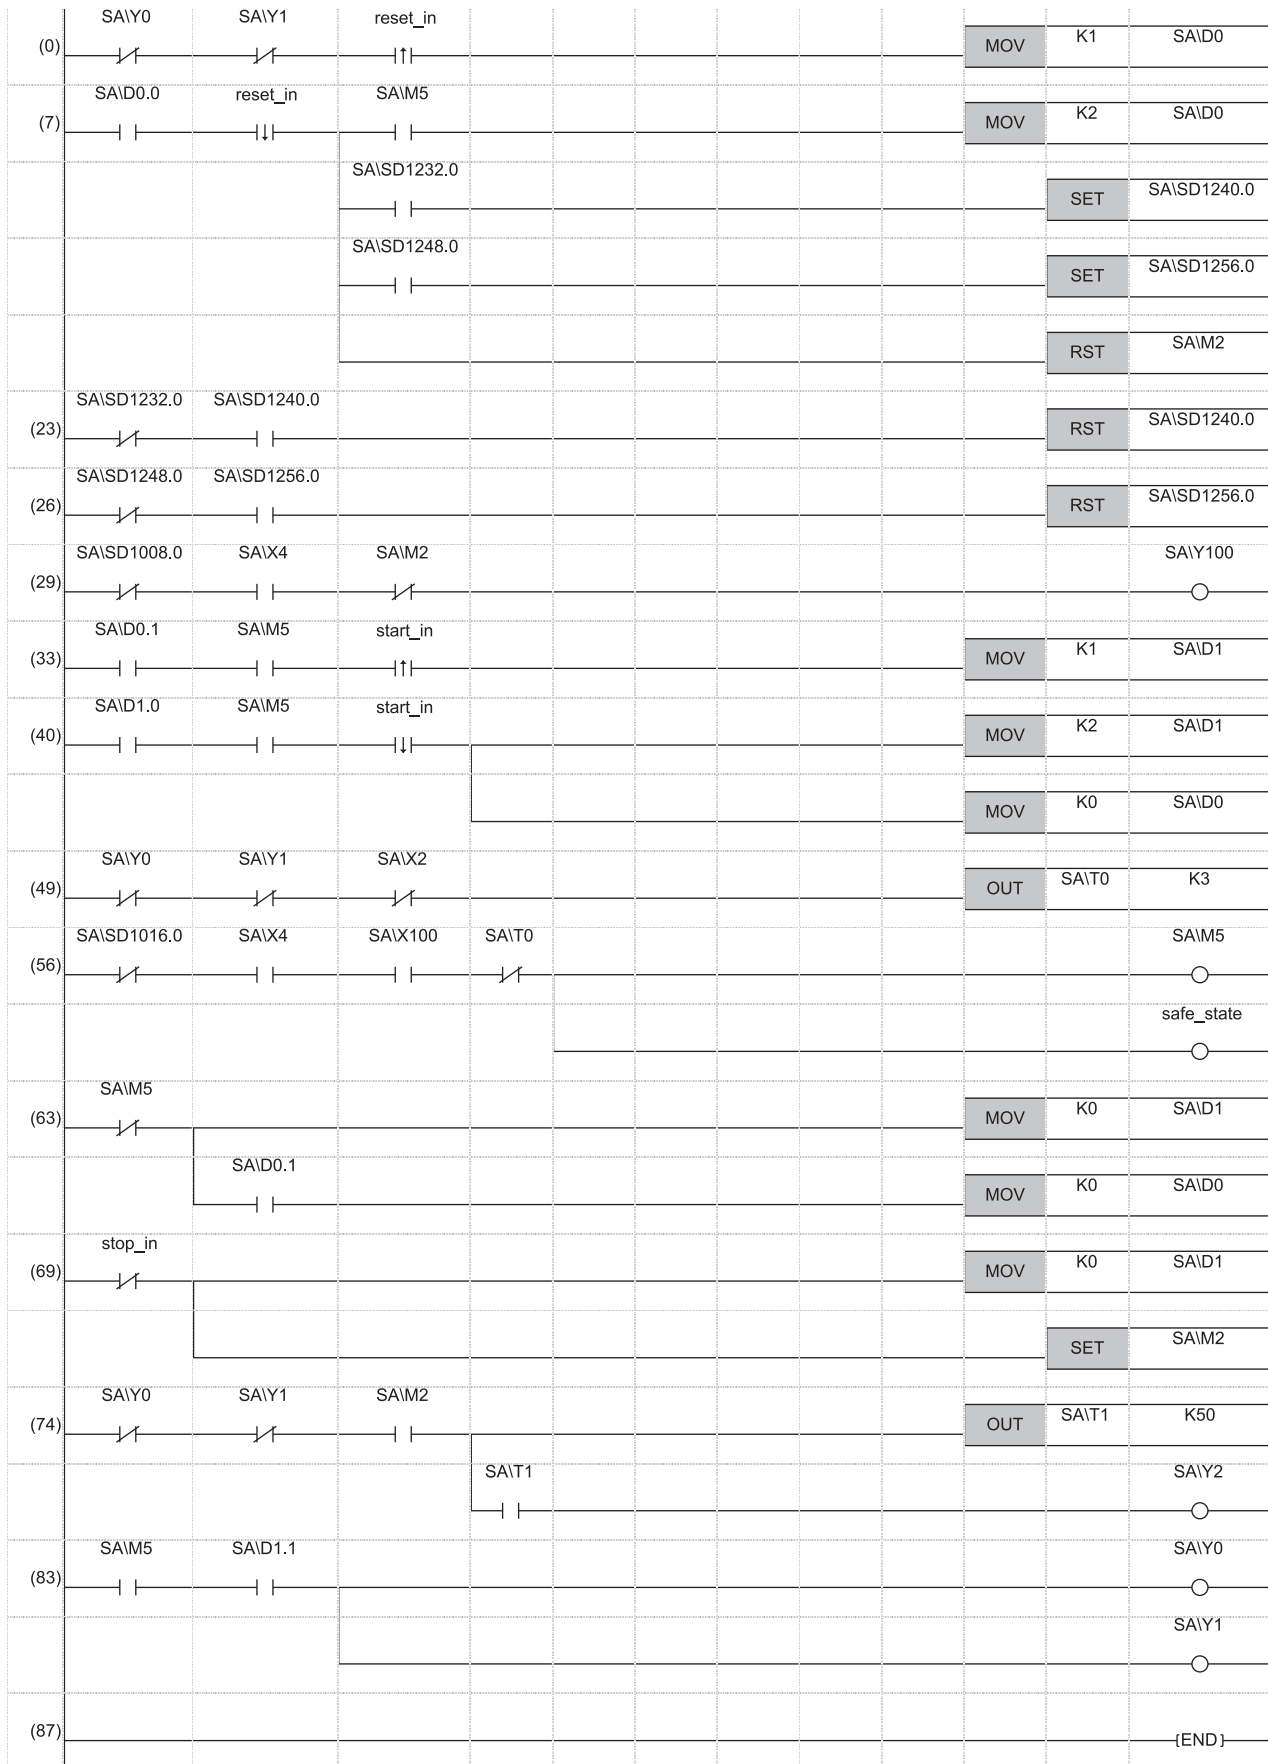 SA\Y0 SA\Y1 reset_in
(0) MOV K1 SA\D0
SA\D0.0 reset_in SA\M5
(7) MOV K2 SA\D0
SA\SD1232.0
SET SA\SD1240.0
SA\SD1248.0
SET SA\SD1256.0
RST SA\M2
SA\SD1232.0 SA\SD1240.0
(23) RST SA\SD1240.0
SA\SD1248.0 SA\SD1256.0
(26) RST SA\SD1256.0
SA\SD1008.0 SA\X4 SA\M2 SA\Y100
(29)
SA\D0.1 SA\M5 start_in
(33) MOV K1 SA\D1
SA\D1.0 SA\M5 start_in
(40) MOV K2 SA\D1
MOV K0 SA\D0
SA\Y0 SA\Y1 SA\X2
(49) OUT SA\T0 K3
SA\SD1016.0 SA\X4 SA\X100 SA\T0 SA\M5
(56)
safe_state
SA\M5
(63) MOV K0 SA\D1
SA\D0.1
MOV K0 SA\D0
stop_in
(69) MOV K0 SA\D1
SET SA\M2
SA\Y0 SA\Y1 SA\M2
(74) OUT SA\T1 K50
SA\T1 SA\Y2
SA\M5 SA\D1.1 SA\Y0
(83)
SA\Y1
(87) [END]